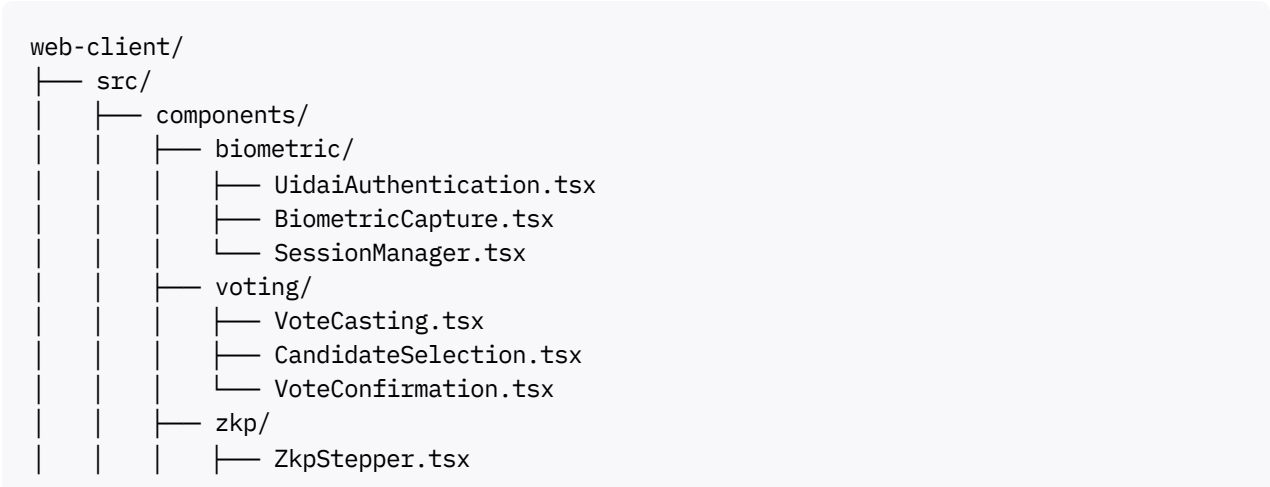 web-client/
├── src/
│   ├── components/
│   │   ├── biometric/
│   │   │   ├── UidaiAuthentication.tsx
│   │   │   ├── BiometricCapture.tsx
│   │   │   └── SessionManager.tsx
│   │   ├── voting/
│   │   │   ├── VoteCasting.tsx
│   │   │   ├── CandidateSelection.tsx
│   │   │   └── VoteConfirmation.tsx
│   │   ├── zkp/
│   │   │   ├── ZkpStepper.tsx